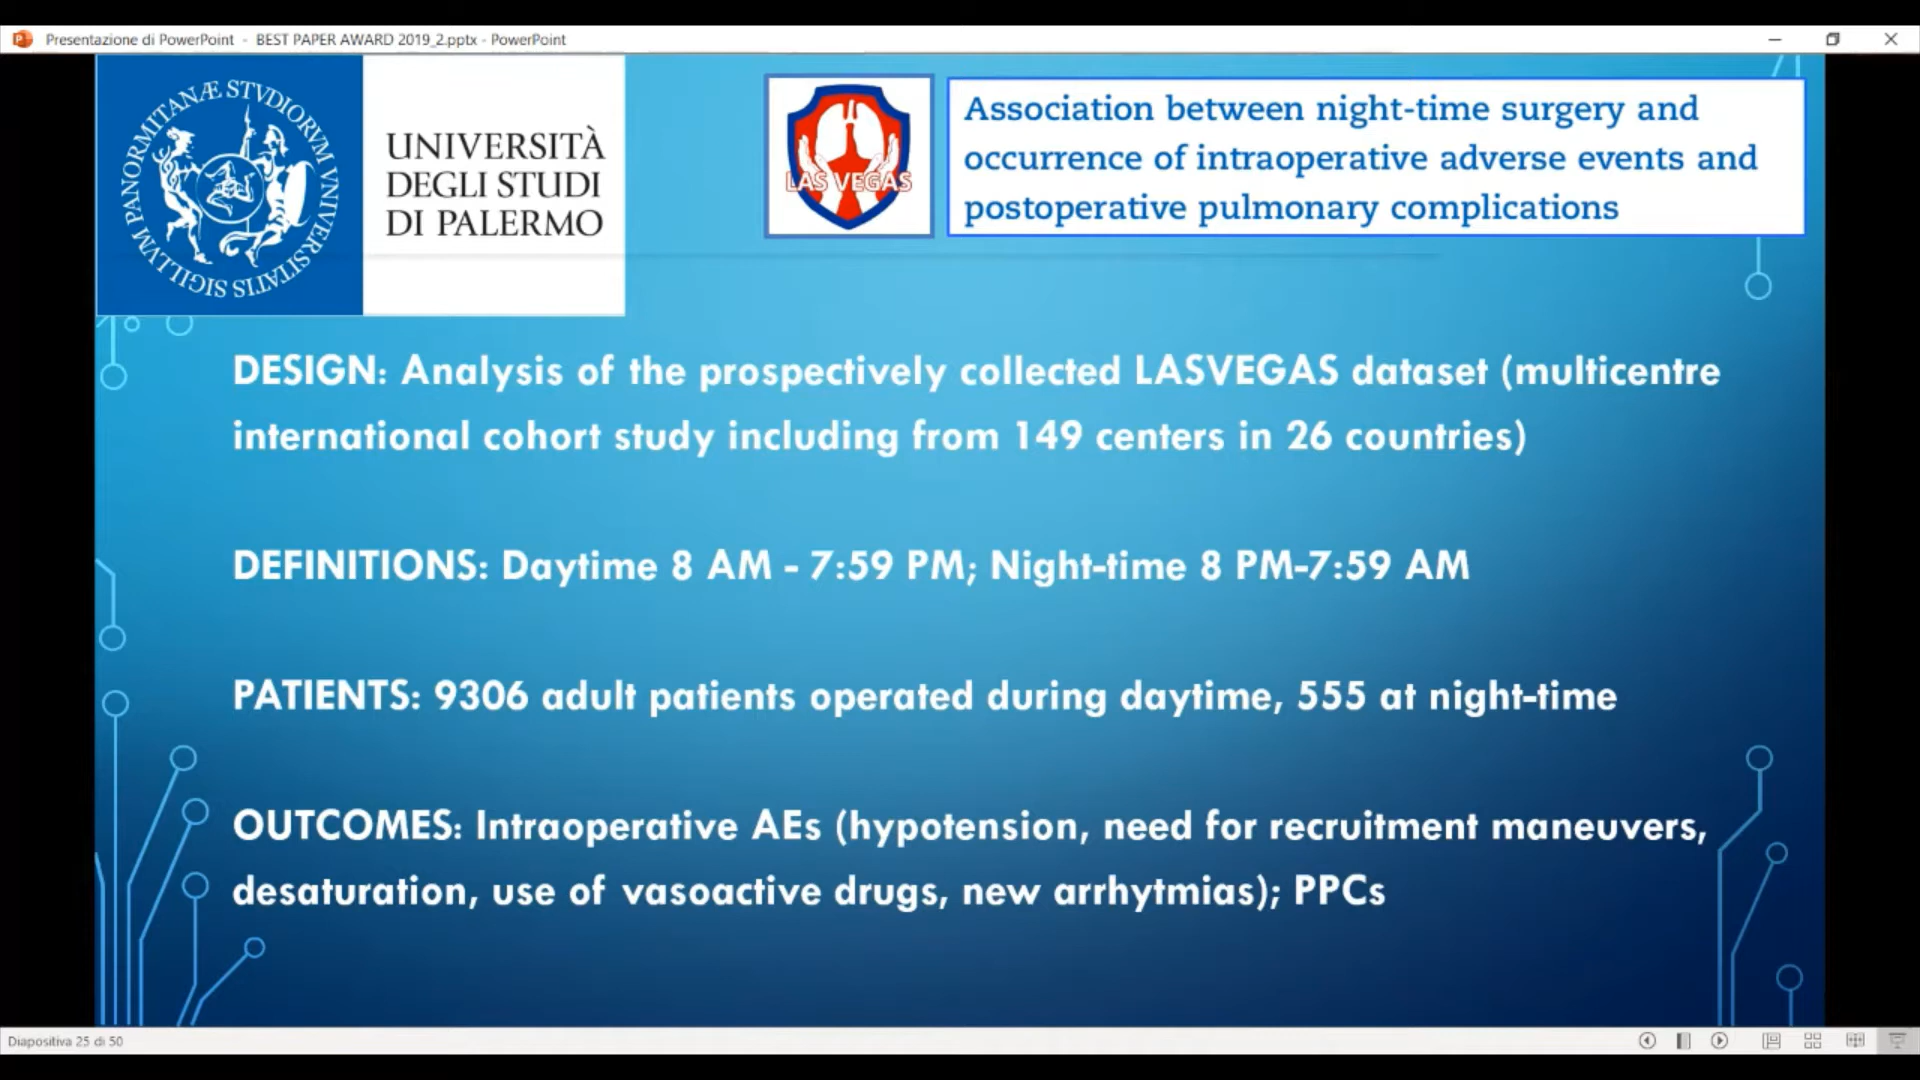 Presentazione di PowerPoint - BEST PAPER AWARD 2019_2.pptx - PowerPoint
SIGILLVM PANORMITANÆ STVDIORVM VNIVERSITATIS
UNIVERSITÀ
DEGLI STUDI
DI PALERMO
LAS VEGAS
Association between night-time surgery and
occurrence of intraoperative adverse events and
postoperative pulmonary complications
DESIGN: Analysis of the prospectively collected LASVEGAS dataset (multicentre
international cohort study including from 149 centers in 26 countries)
DEFINITIONS: Daytime 8 AM - 7:59 PM; Night-time 8 PM-7:59 AM
PATIENTS: 9306 adult patients operated during daytime, 555 at night-time
OUTCOMES: Intraoperative AEs (hypotension, need for recruitment maneuvers,
desaturation, use of vasoactive drugs, new arrhytmias); PPCs
Diapositiva 25 di 50